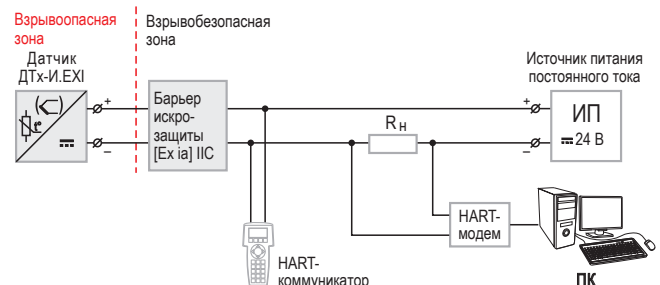 Взрывоопасная
зона
Взрывобезопасная
зона
Датчик
ДТх-И.EXI
+
–
t°
Барьер
искро-
защиты
[Ex ia] IIC
Rн
Источник питания
постоянного тока
+
–
ИП
24 В
HART-
модем
HART-
коммуникатор
ПК